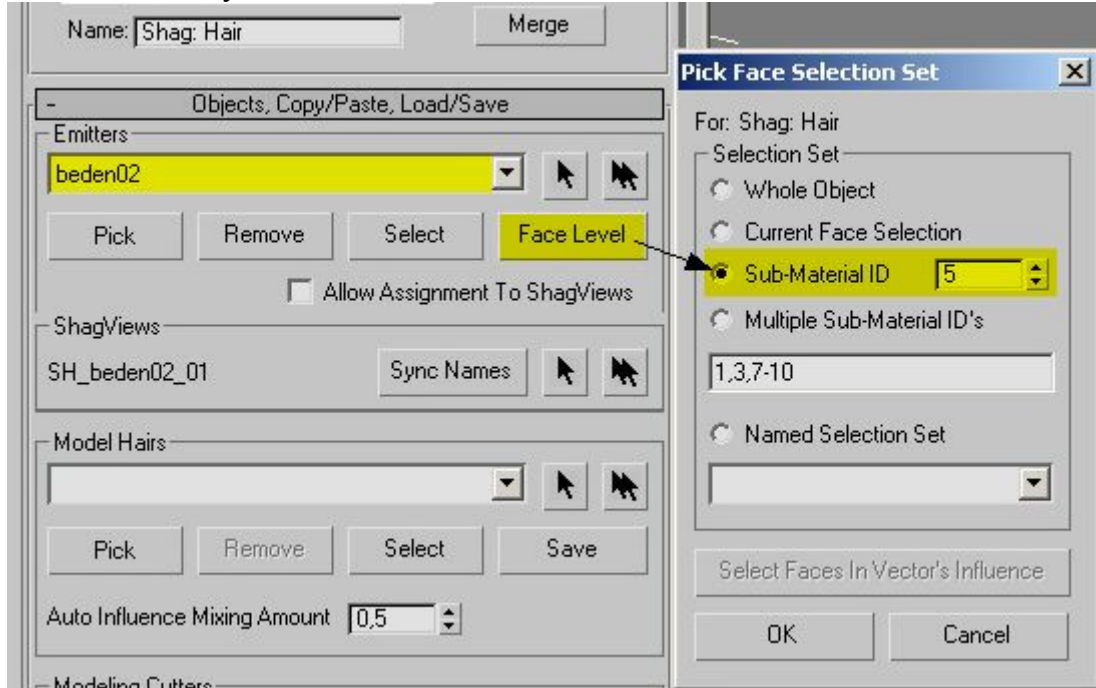 Name: Shag: Hair
Merge
- Objects, Copy/Paste, Load/Save
Emitters
beden02
Pick Remove Select Face Level
Allow Assignment To ShagViews
ShagViews
SH_beden02_01 Sync Names
Model Hairs
Pick Remove Select Save
Auto Influence Mixing Amount 0,5
Modeling Cutters
Pick Face Selection Set
For: Shag: Hair
Selection Set
Whole Object
Current Face Selection
Sub-Material ID 5
Multiple Sub-Material ID's
1,3,7-10
Named Selection Set
Select Faces In Vector's Influence
OK Cancel